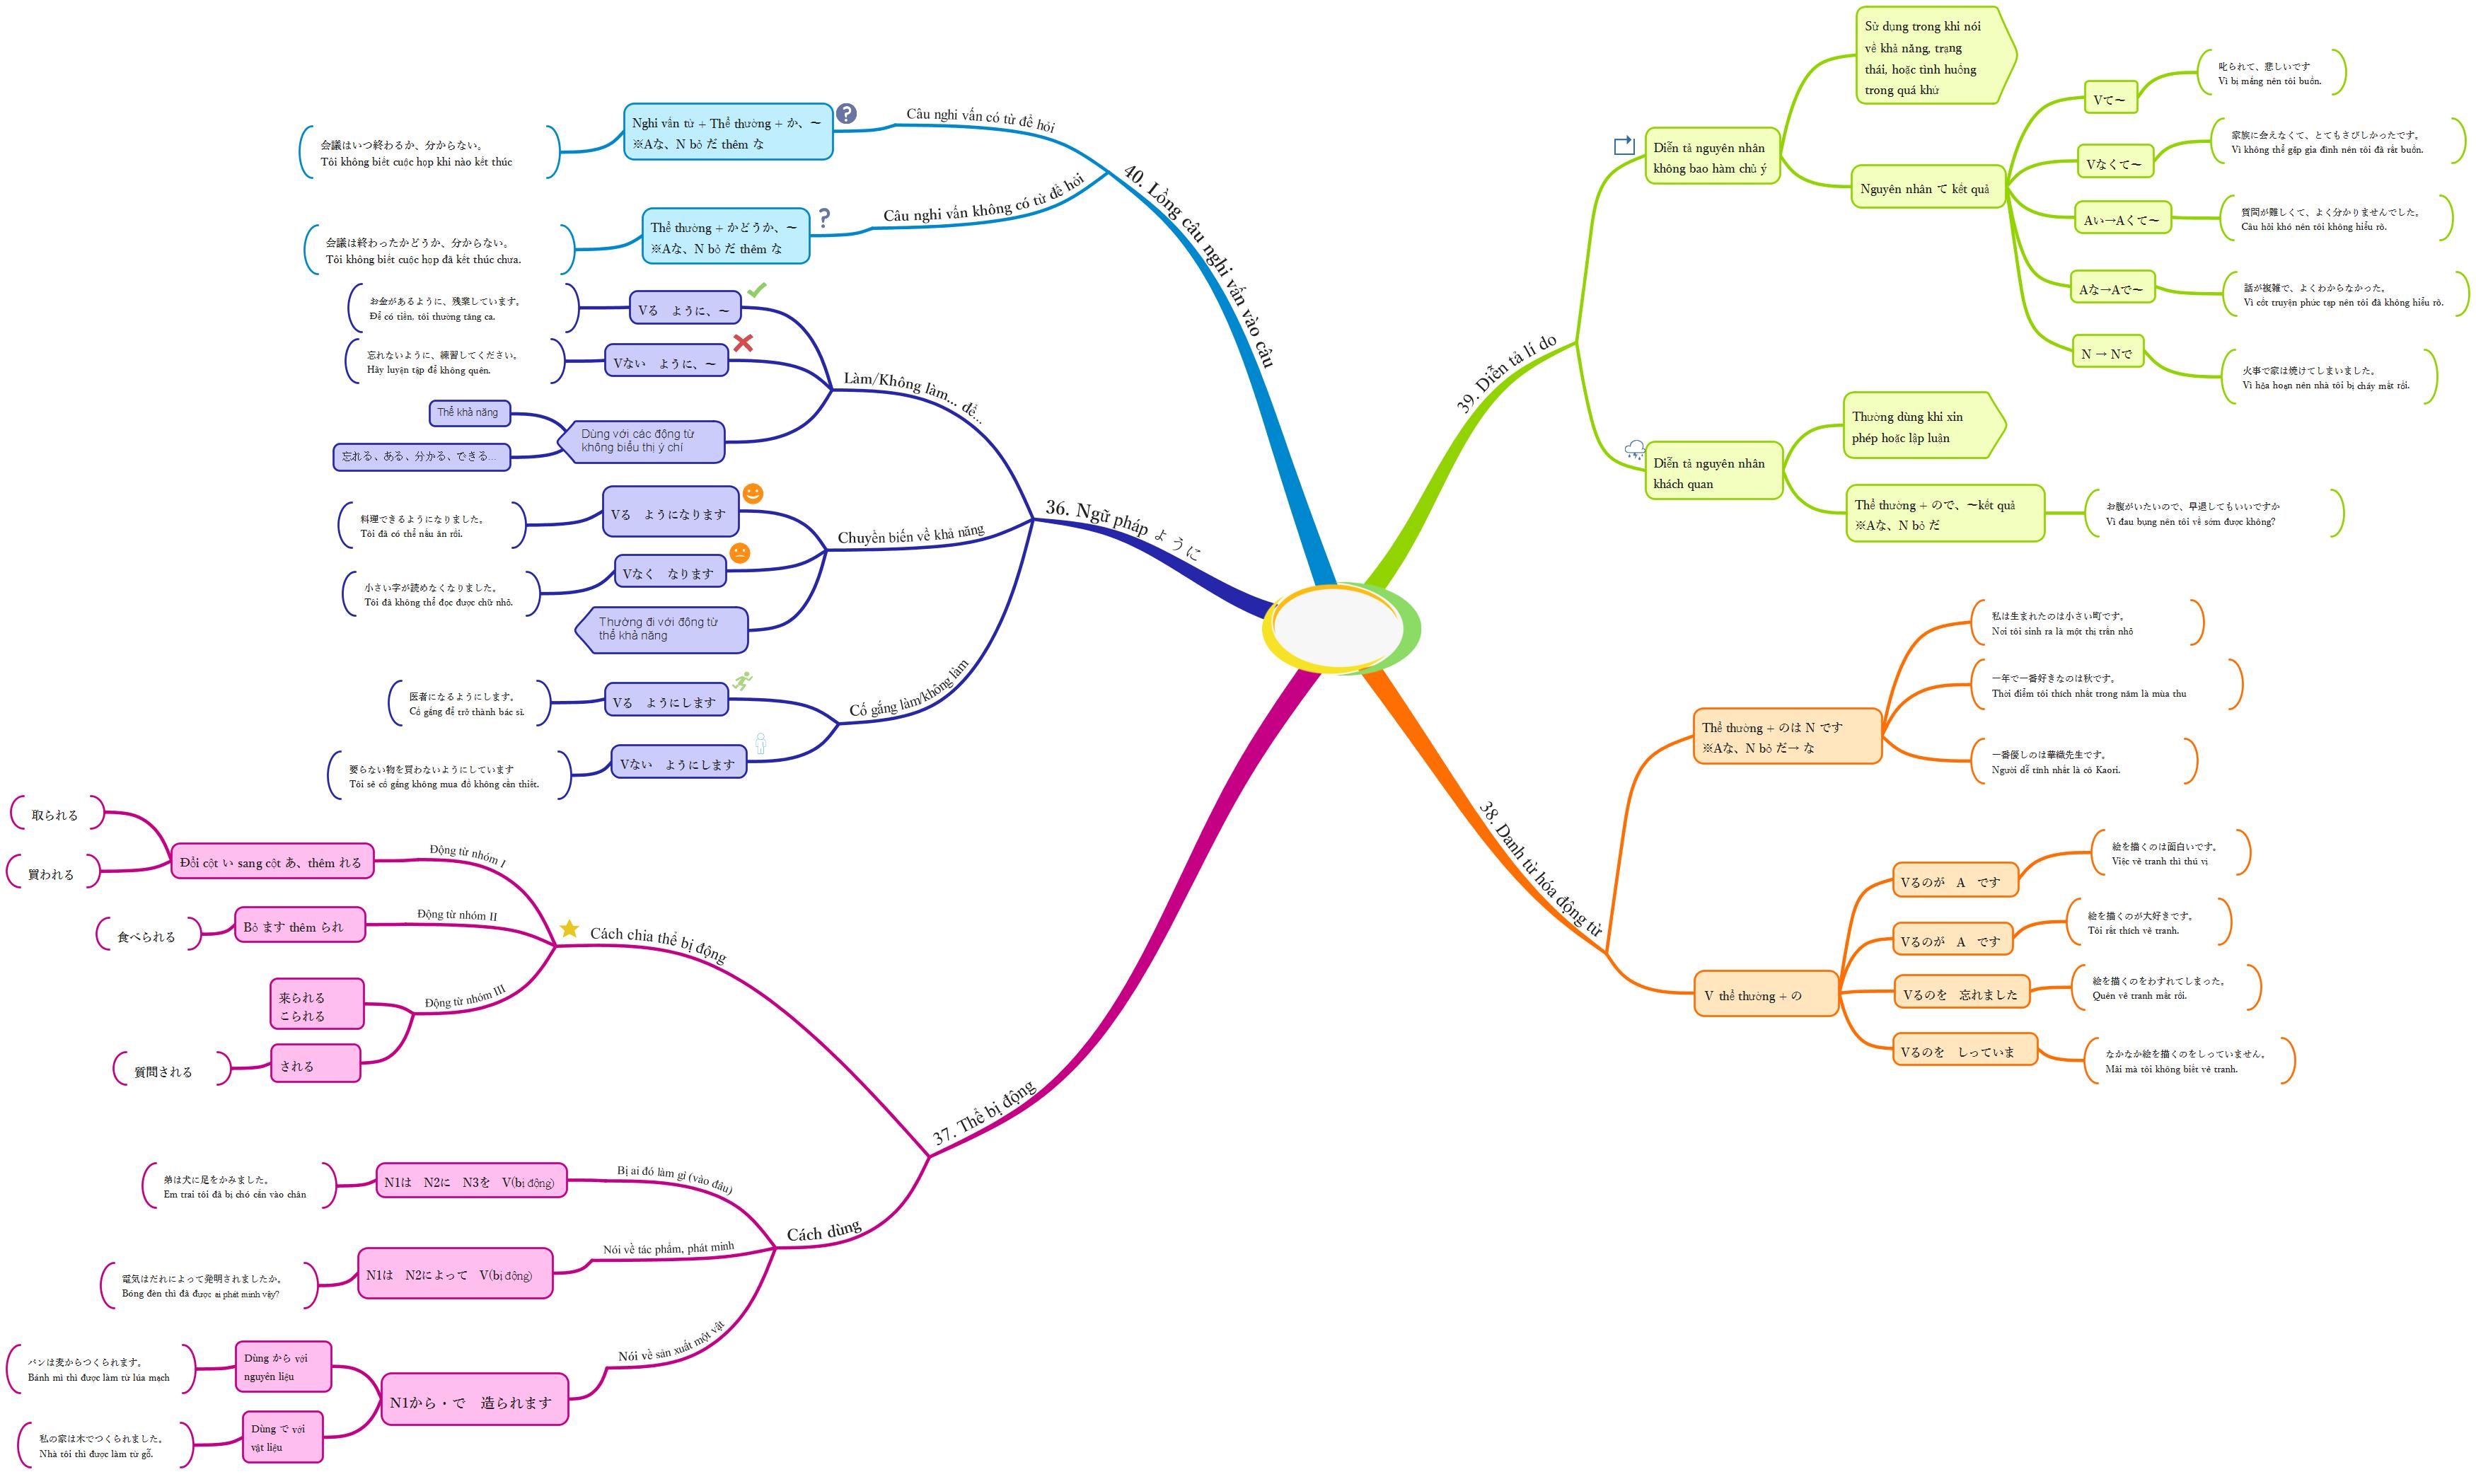 40. Lồng câu nghi vấn vào câu
Câu nghi vấn có từ để hỏi
Nghi vấn từ + Thể thường + か、～
※Aな、N bỏ だ thêm な
会議はいつ終わるか、分からない。
Tôi không biết cuộc họp khi nào kết thúc
Câu nghi vấn không có từ để hỏi
Thể thường + かどうか、～
※Aな、N bỏ だ thêm な
会議は終わったかどうか、分からない。
Tôi không biết cuộc họp đã kết thúc chưa.
36. Ngữ pháp ように
Làm/Không làm... để...
Vる　ように、～
お金があるように、残業しています。
Để có tiền, tôi thường tăng ca.
Vない　ように、～
忘れないように、練習してください。
Hãy luyện tập để không quên.
Dùng với các động từ
không biểu thị ý chí
Thể khả năng
忘れる、ある、分かる、できる...
Chuyển biến về khả năng
Vる　ようになります
料理できるようになりました。
Tôi đã có thể nấu ăn rồi.
Vなく　なります
小さい字が読めなくなりました。
Tôi đã không thể đọc được chữ nhỏ.
Thường đi với động từ
thể khả năng
Cố gắng làm/không làm
Vる　ようにします
医者になるようにします。
Cố gắng để trở thành bác sĩ.
Vない　ようにします
要らない物を買わないようにしています
Tôi sẽ cố gắng không mua đồ không cần thiết.
37. Thể bị động
Cách chia thể bị động
Động từ nhóm I
Đổi cột い sang cột あ、thêm れる
取られる
買われる
Động từ nhóm II
Bỏ ます thêm られ
食べられる
Động từ nhóm III
来られる
こられる
される
質問される
Cách dùng
Bị ai đó làm gì (vào đâu)
N1は　N2に　N3を　V(bị động)
弟は犬に足をかみました。
Em trai tôi đã bị chó cắn vào chân
Nói về tác phẩm, phát minh
N1は　N2によって　V(bị động)
電気はだれによって発明されましたか。
Bóng đèn thì đã được ai phát minh vậy?
Nói về sản xuất một vật
N1から・で　造られます
Dùng から với
nguyên liệu
パンは麦からつくられます。
Bánh mì thì được làm từ lúa mạch
Dùng で với
vật liệu
私の家は木でつくられました。
Nhà tôi thì được làm từ gỗ.
39. Diễn tả lí do
Diễn tả nguyên nhân
không bao hàm chủ ý
Sử dụng trong khi nói
về khả năng, trạng
thái, hoặc tình huống
trong quá khứ
Nguyên nhân て kết quả
Vて～
叱られて、悲しいです
Vì bị mắng nên tôi buồn.
Vなくて～
家族に会えなくて、とてもさびしかったです。
Vì không thể gặp gia đình nên tôi đã rất buồn.
Aい→Aくて～
質問が難しくて、よく分かりませんでした。
Câu hỏi khó nên tôi không hiểu rõ.
Aな→Aで～
話が複雑で、よくわからなかった。
Vì cốt truyện phức tạp nên tôi đã không hiểu rõ.
N → Nで
火事で家は焼けてしまいました。
Vì hỏa hoạn nên nhà tôi bị cháy mất rồi.
Diễn tả nguyên nhân
khách quan
Thường dùng khi xin
phép hoặc lập luận
Thể thường + ので、～kết quả
※Aな、N bỏ だ
お腹がいたいので、早退してもいいですか
Vì đau bụng nên tôi về sớm được không?
38. Danh từ hóa động từ
Thể thường + のは N です
※Aな、N bỏ だ→ な
私は生まれたのは小さい町です。
Nơi tôi sinh ra là một thị trấn nhỏ
一年で一番好きなのは秋です。
Thời điểm tôi thích nhất trong năm là mùa thu
一番優しのは華織先生です。
Người dễ tính nhất là cô Kaori.
V thể thường + の
Vるのが　A　です
絵を描くのは面白いです。
Việc vẽ tranh thì thú vị
Vるのが　A　です
絵を描くのが大好きです。
Tôi rất thích vẽ tranh.
Vるのを　忘れました
絵を描くのをわすれてしまった。
Quên vẽ tranh mất rồi.
Vるのを　しっていま
なかなか絵を描くのをしっていません。
Mãi mà tôi không biết vẽ tranh.